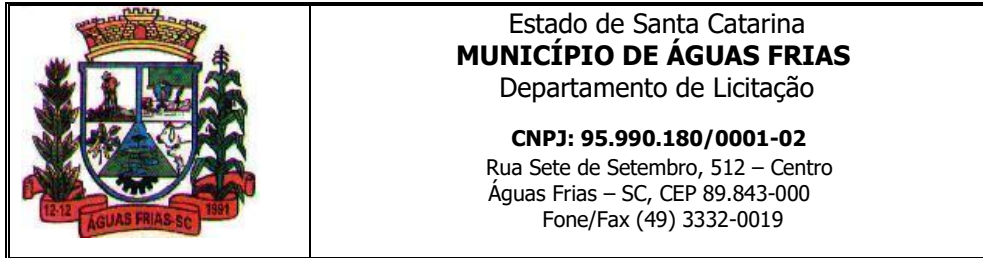 Estado de Santa Catarina
MUNICÍPIO DE ÁGUAS FRIAS
Departamento de Licitação
CNPJ: 95.990.180/0001-02
Rua Sete de Setembro, 512 – Centro
Águas Frias – SC, CEP 89.843-000
Fone/Fax (49) 3332-0019
12-12
ÁGUAS FRIAS-SC
1991